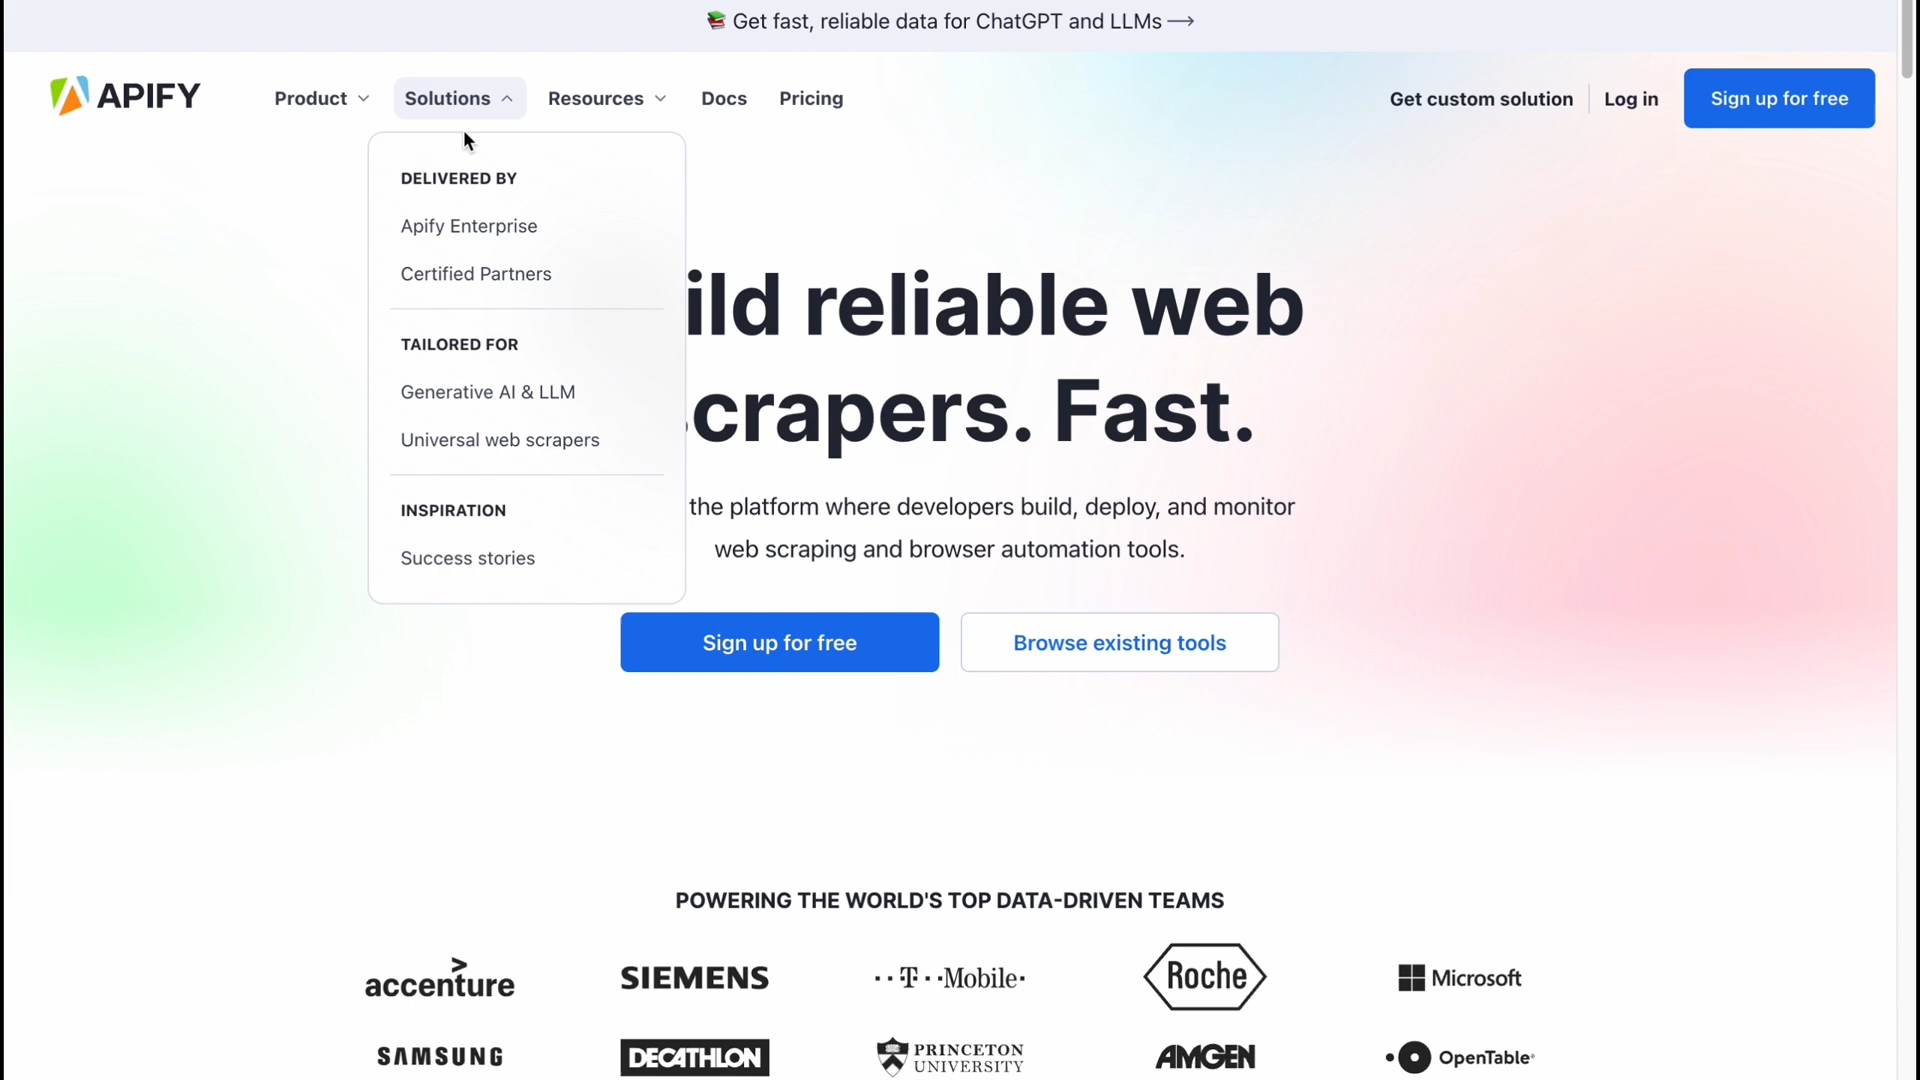 Get fast, reliable data for ChatGPT and LLMs →
APIFY
Product
Solutions
Resources
Docs
Pricing
Get custom solution
Log in
Sign up for free
DELIVERED BY
Apify Enterprise
Certified Partners
TAILORED FOR
Generative AI & LLM
Universal web scrapers
INSPIRATION
Success stories
ild reliable web
crapers. Fast.
the platform where developers build, deploy, and monitor
web scraping and browser automation tools.
Sign up for free
Browse existing tools
POWERING THE WORLD'S TOP DATA-DRIVEN TEAMS
accenture
SIEMENS
T Mobile
Roche
Microsoft
SAMSUNG
DECATHLON
PRINCETON
UNIVERSITY
AMGEN
OpenTable